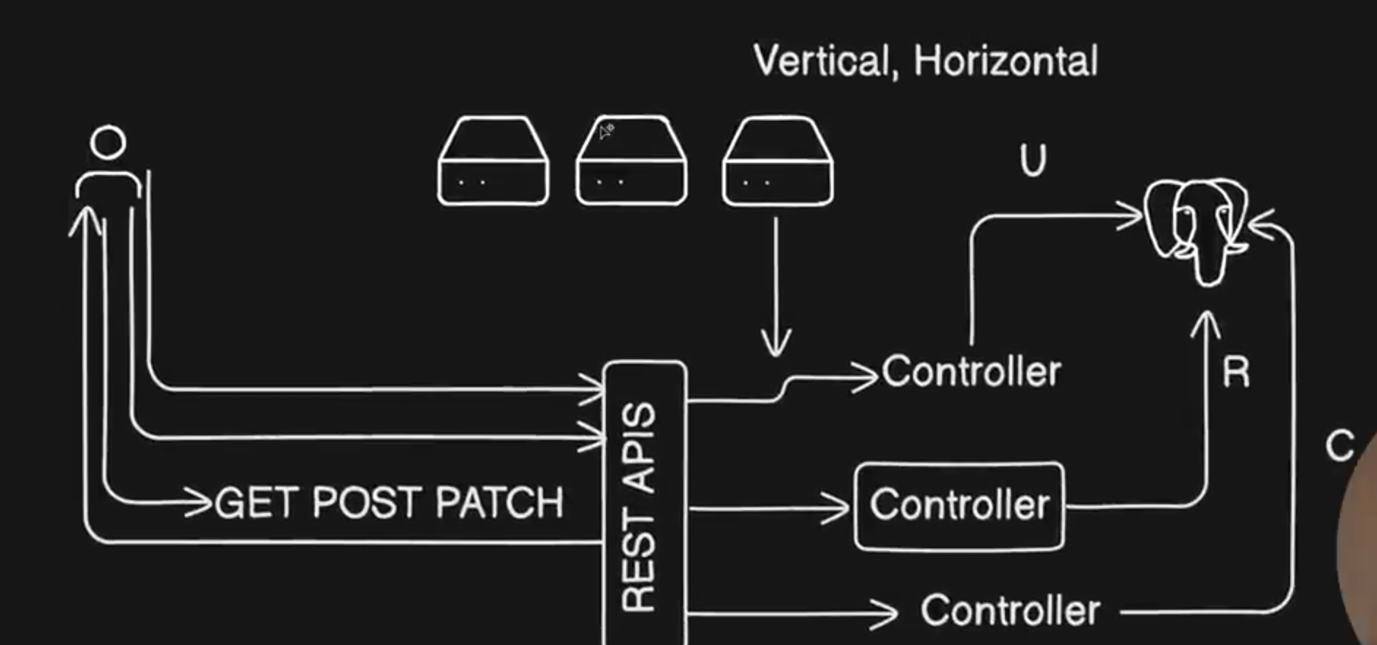 Vertical, Horizontal
U
Controller
R
C
GET POST PATCH
REST APIS
Controller
Controller